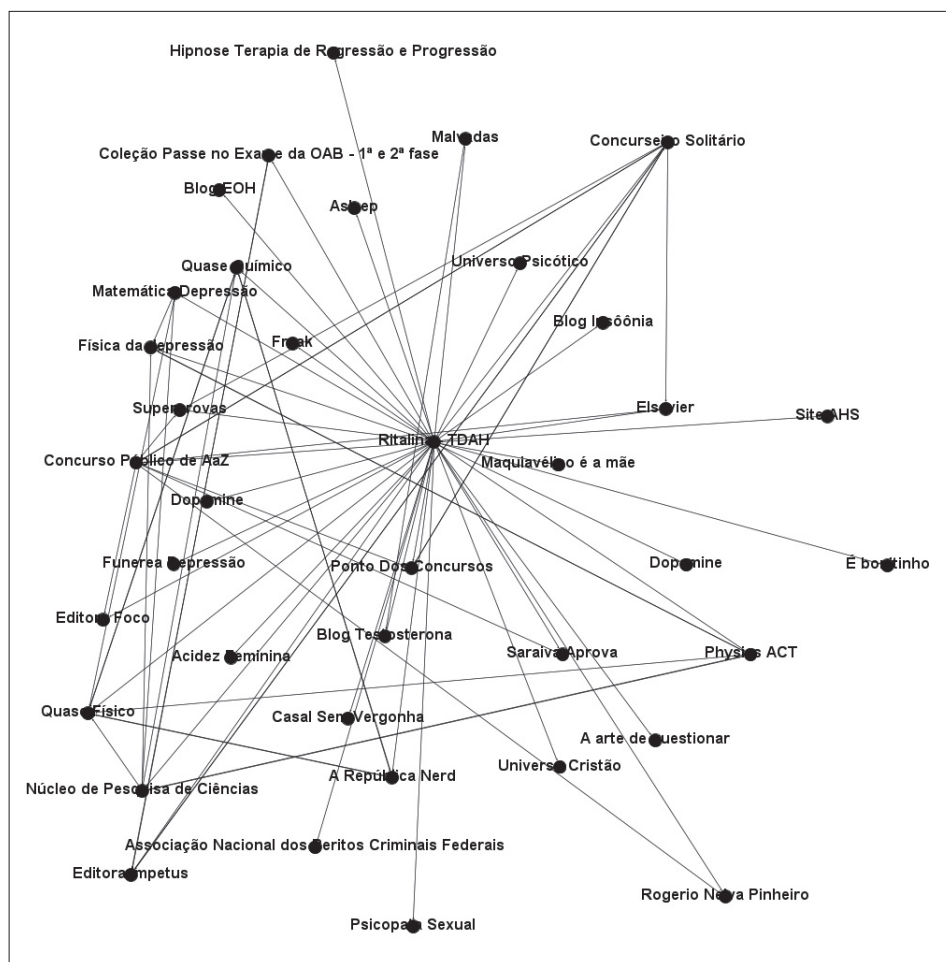 Hipnose Terapia de Regressão e Progressão
Malvadas
Concurseiro Solitário
Coleção Passe no Exame da OAB - 1ª e 2ª fase
Blog EOH
Asleep
Quase Químico
Universo Psicótico
Matemática Depressão
Blog Insôônia
Física da depressão
Freak
Superprovas
Elsevier
Site AHS
Ritalina TDAH
Concurso Público de AaZ
Maquiavélico é a mãe
Dopamine
Funerea Depressão
Ponto Dos Concursos
Dopamine
É bonitinho
Editora Foco
Blog Testosterona
Acidez Feminina
Saraiva Aprova
Physics ACT
Quase Físico
Casal Sem Vergonha
A arte de questionar
Universo Cristão
A República Nerd
Núcleo de Pesquisa de Ciências
Associação Nacional dos Peritos Criminais Federais
Editora Impetus
Rogerio Neiva Pinheiro
Psicopata Sexual